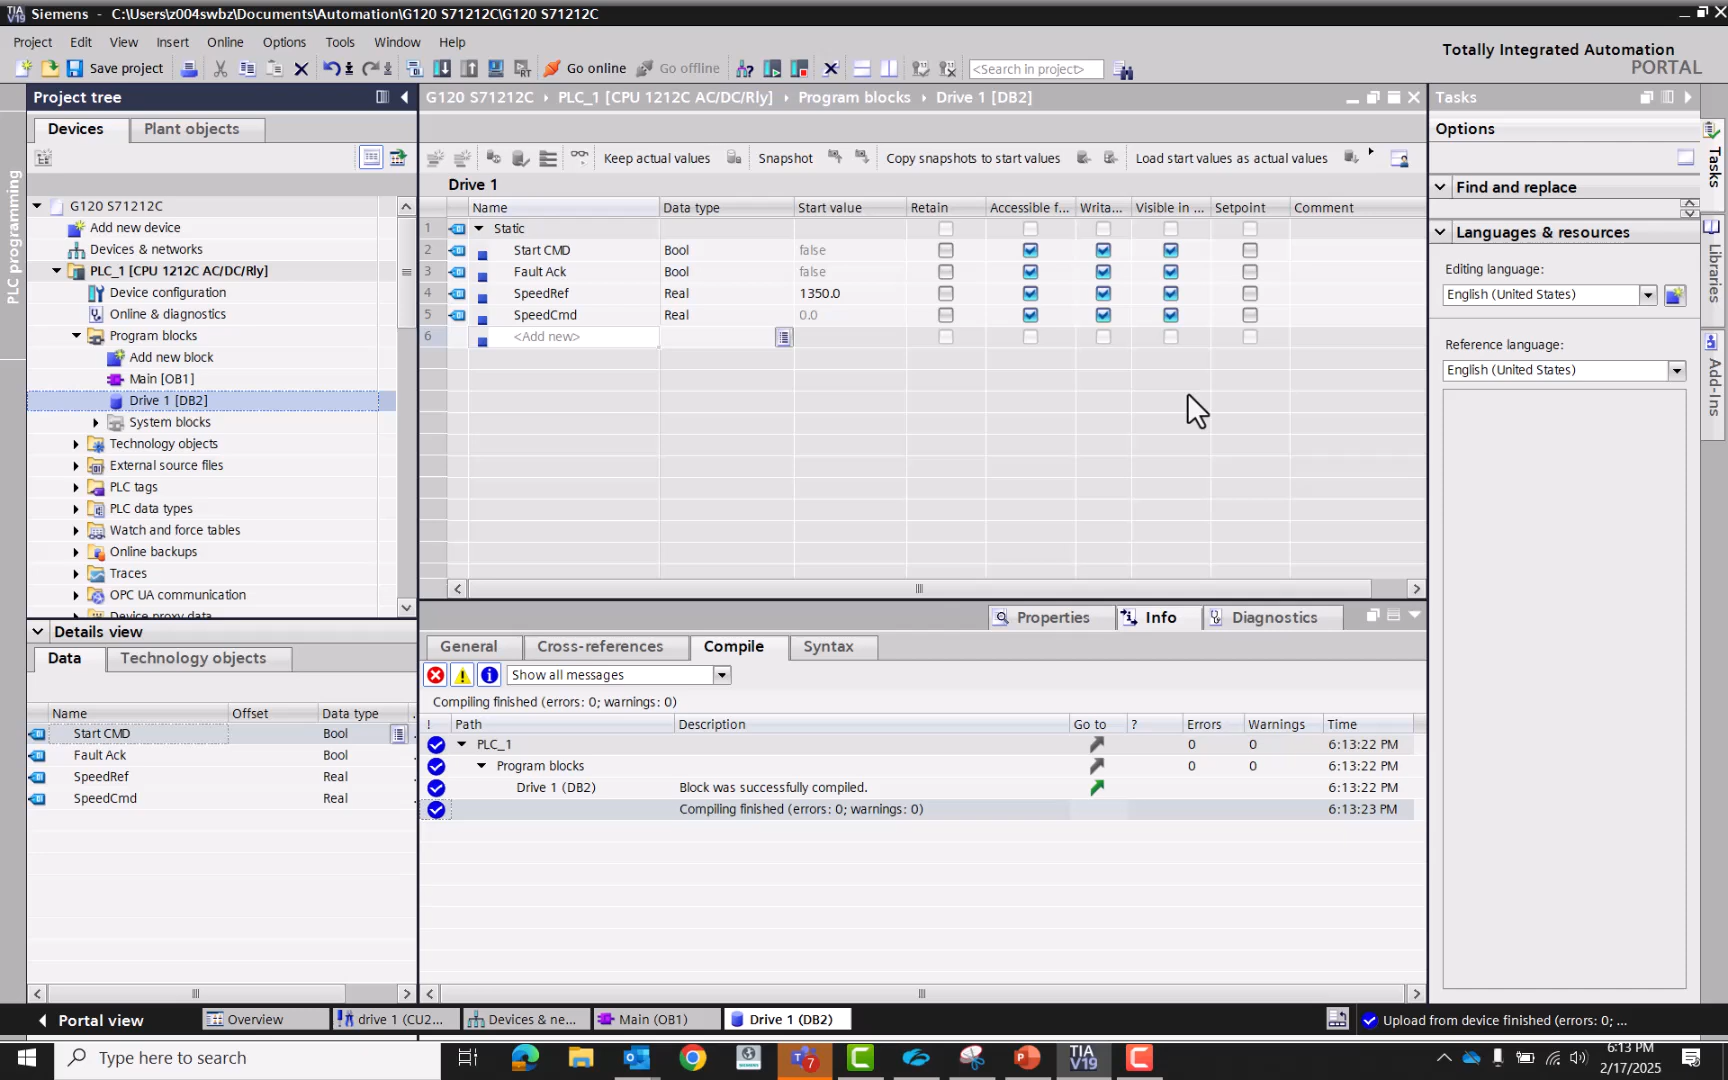 Siemens - C:\Users\z004swbz\Documents\Automation\G120 S71212C\G120 S71212C
TIA V19
Project Edit View Insert Online Options Tools Window Help
Totally Integrated Automation
PORTAL
Save project
Go online
Go offline
<Search in project>
Project tree
G120 S71212C
PLC_1 [CPU 1212C AC/DC/Rly]
Program blocks
Drive 1 [DB2]
Tasks
Devices
Plant objects
Options
Keep actual values
Snapshot
Copy snapshots to start values
Load start values as actual values
Find and replace
Languages & resources
Editing language:
English (United States)
Reference language:
English (United States)
Drive 1
Name Data type Start value Retain Accessible f... Writa... Visible in ... Setpoint Comment
1 Static
2 Start CMD Bool false
3 Fault Ack Bool false
4 SpeedRef Real 1350.0
5 SpeedCmd Real 0.0
6 <Add new>
PLC programming
G120 S71212C
Add new device
Devices & networks
PLC_1 [CPU 1212C AC/DC/Rly]
Device configuration
Online & diagnostics
Program blocks
Add new block
Main [OB1]
Drive 1 [DB2]
System blocks
Technology objects
External source files
PLC tags
PLC data types
Watch and force tables
Online backups
Traces
OPC UA communication
Device proxy data
Tasks
Libraries
Add-Ins
Details view
Data
Technology objects
Name Offset Data type
Start CMD Bool
Fault Ack Bool
SpeedRef Real
SpeedCmd Real
Properties
Info
Diagnostics
General
Cross-references
Compile
Syntax
Show all messages
Compiling finished (errors: 0; warnings: 0)
! Path Description Go to ? Errors Warnings Time
PLC_1 0 0 6:13:22 PM
Program blocks 0 0 6:13:22 PM
Drive 1 (DB2) Block was successfully compiled. 6:13:22 PM
Compiling finished (errors: 0; warnings: 0) 6:13:23 PM
Portal view
Overview
drive 1 (CU2...
Devices & ne...
Main (OB1)
Drive 1 (DB2)
Upload from device finished (errors: 0; ...
Type here to search
7
TIA
V19
6:13 PM
2/17/2025